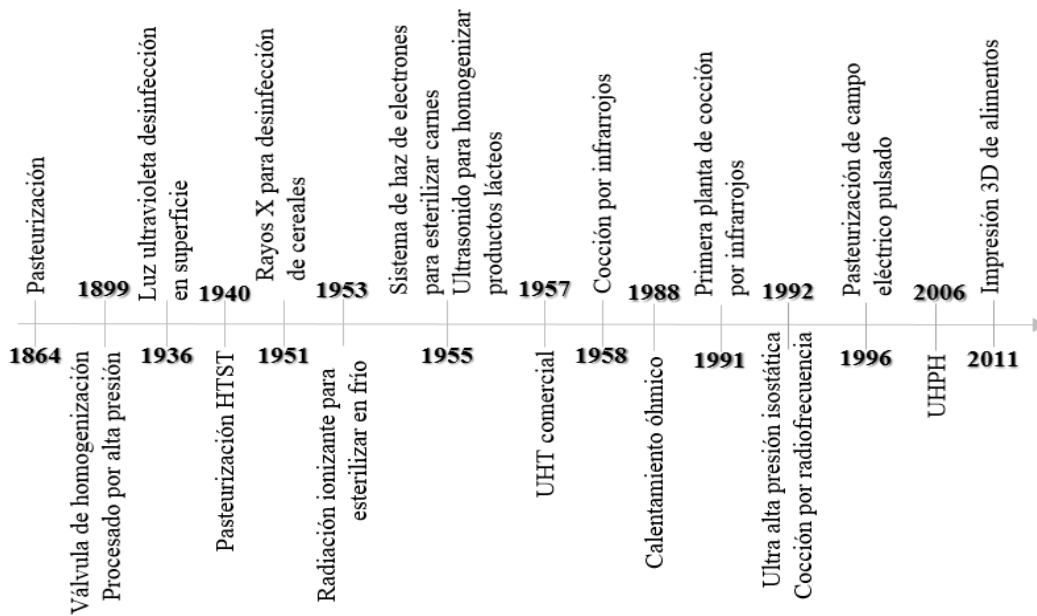 Pasteurización
1864
1899
Válvula de homogenización
Procesado por alta presión
Luz ultravioleta desinfección
en superficie
1936
1940
Pasteurización HTST
Rayos X para desinfección
de cereales
1951
1953
Radiación ionizante para
esterilizar en frío
Sistema de haz de electrones
para esterilizar carnes
Ultrasonido para homogenizar
productos lácteos
1955
1957
UHT comercial
Cocción por infrarrojos
1958
1988
Calentamiento óhmico
Primera planta de cocción
por infrarrojos
1991
1992
Ultra alta presión isostática
Cocción por radiofrecuencia
Pasteurización de campo
eléctrico pulsado
1996
2006
UHPH
Impresión 3D de alimentos
2011